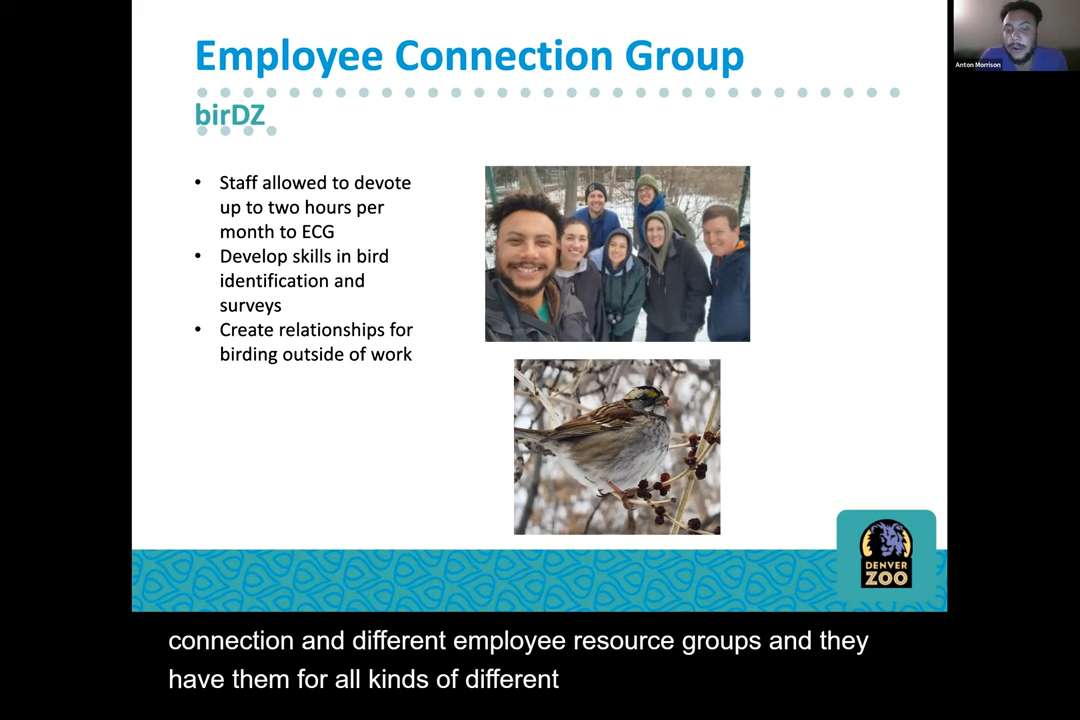 Employee Connection Group
Anton Morrison
birDZ
• Staff allowed to devote
up to two hours per
month to ECG
• Develop skills in bird
identification and
surveys
• Create relationships for
birding outside of work
DENVER
ZOO
connection and different employee resource groups and they
have them for all kinds of different